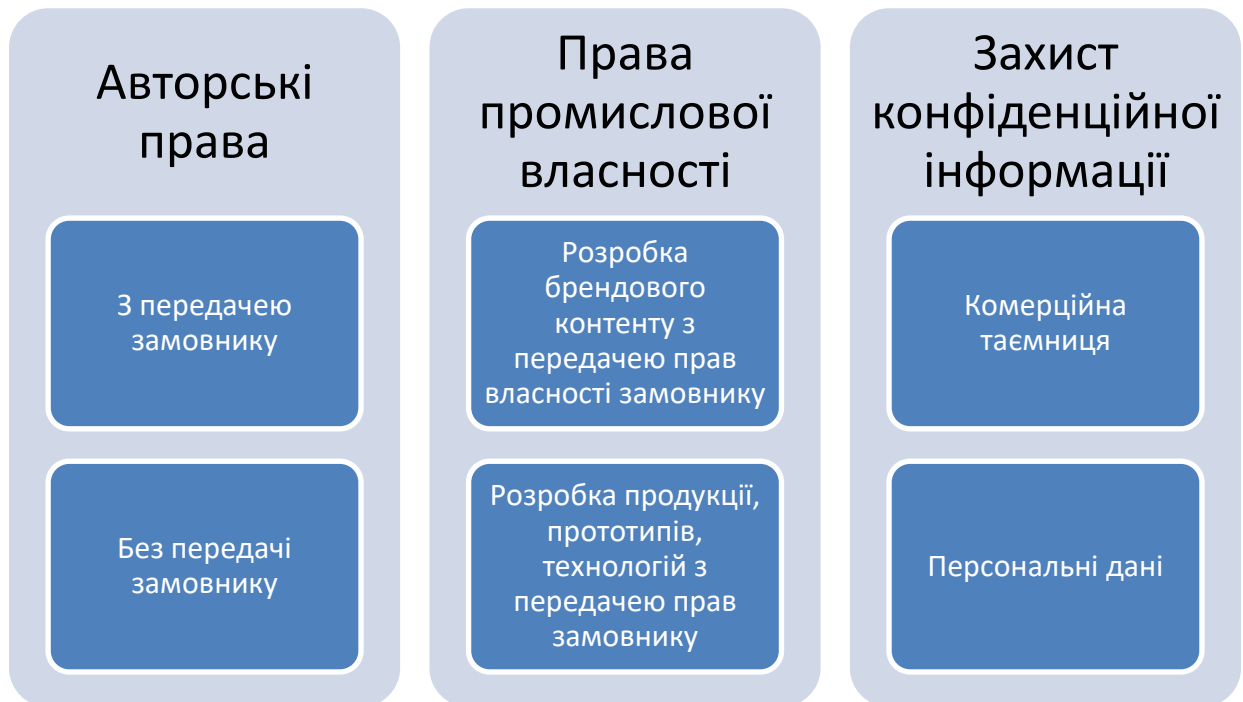 Авторські
права
З передачею
замовнику
Без передачі
замовнику
Права
промислової
власності
Розробка
брендового
контенту з
передачею прав
власності замовнику
Розробка продукції,
прототипів,
технологій з
передачею прав
замовнику
Захист
конфіденційної
інформації
Комерційна
таємниця
Персональні дані